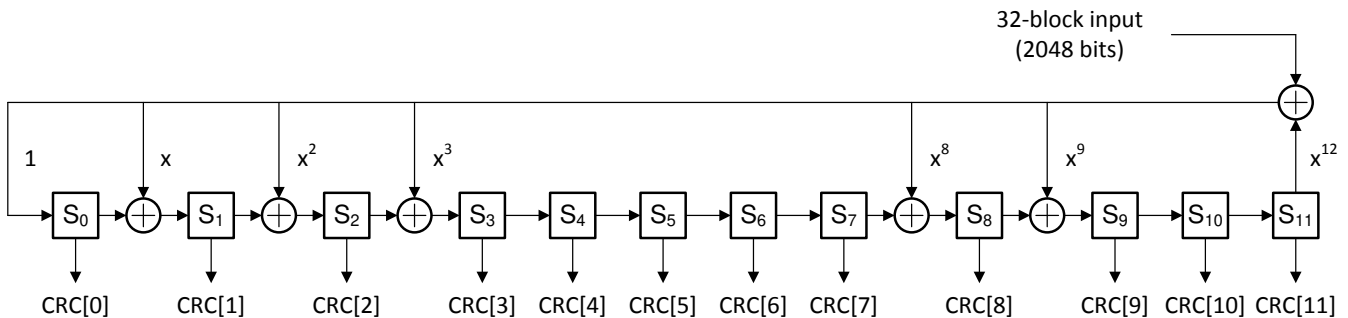 32-block input
(2048 bits)
1 x x² x³ x⁸ x⁹ x¹²
S₀ S₁ S₂ S₃ S₄ S₅ S₆ S₇ S₈ S₉ S₁₀ S₁₁
CRC[0] CRC[1] CRC[2] CRC[3] CRC[4] CRC[5] CRC[6] CRC[7] CRC[8] CRC[9] CRC[10] CRC[11]